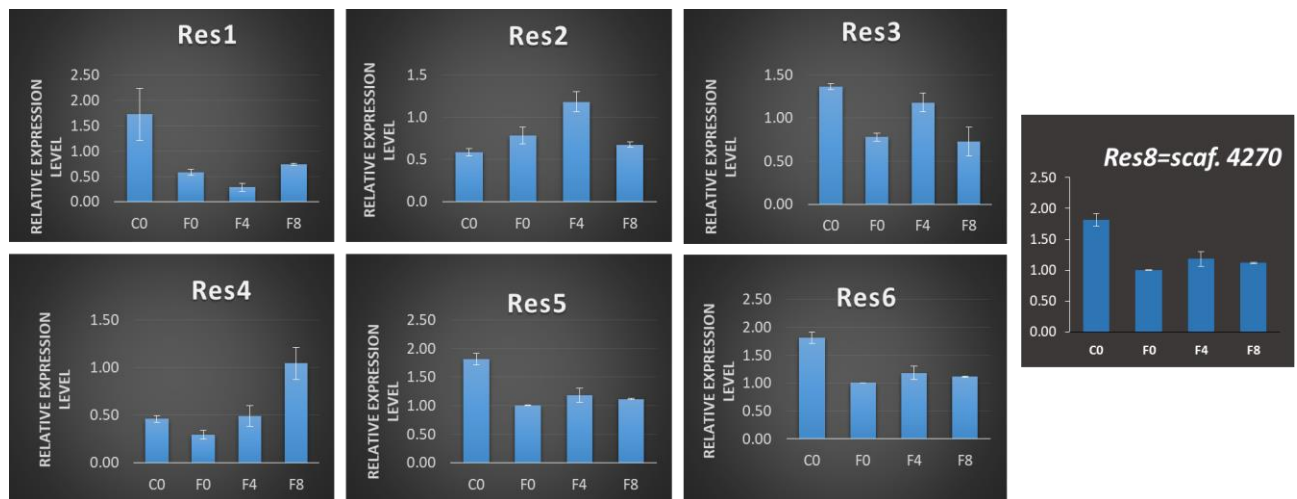 Res1
RELATIVE EXPRESSION
LEVEL
2.50
2.00
1.50
1.00
0.50
0.00
C0 F0 F4 F8
Res2
RELATIVE EXPRESSION
LEVEL
1.5
1.0
0.5
0.0
C0 F0 F4 F8
Res3
RELATIVE EXPRESSION
LEVEL
1.50
1.00
0.50
0.00
C0 F0 F4 F8
Res8=scaf. 4270
2.50
2.00
1.50
1.00
0.50
0.00
C0 F0 F4 F8
Res4
RELATIVE EXPRESSION
LEVEL
1.50
1.00
0.50
0.00
C0 F0 F4 F8
Res5
RELATIVE EXPRESSION
LEVEL
2.50
2.00
1.50
1.00
0.50
0.00
C0 F0 F4 F8
Res6
RELATIVE EXPRESSION
LEVEL
2.50
2.00
1.50
1.00
0.50
0.00
C0 F0 F4 F8